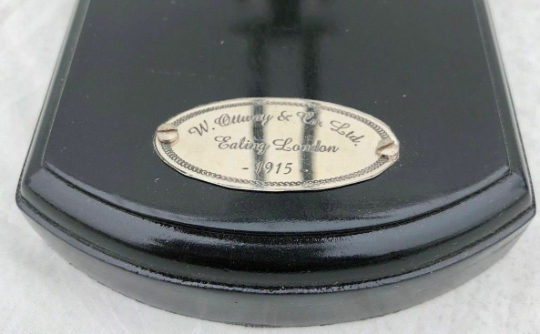 W. Ottway & Co. Ltd.
Ealing London
- 1915